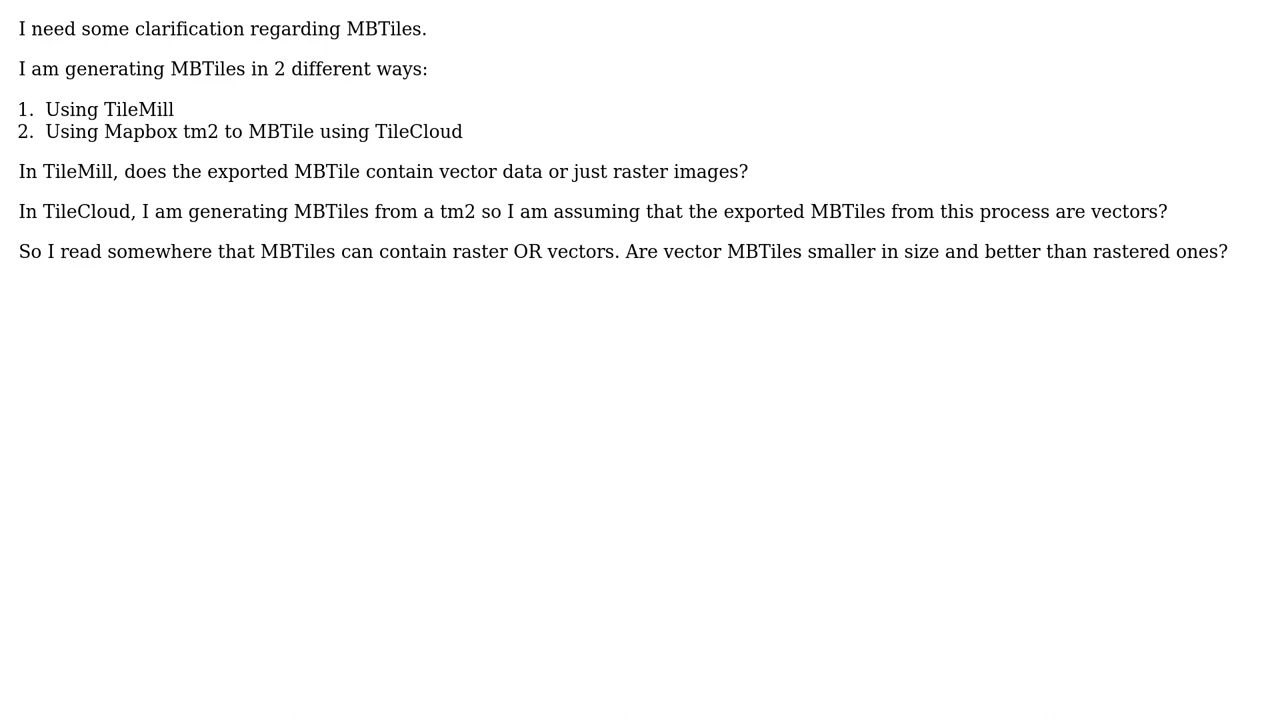 I need some clarification regarding MBTiles.
I am generating MBTiles in 2 different ways:
1. Using TileMill
2. Using Mapbox tm2 to MBTile using TileCloud
In TileMill, does the exported MBTile contain vector data or just raster images?
In TileCloud, I am generating MBTiles from a tm2 so I am assuming that the exported MBTiles from this process are vectors?
So I read somewhere that MBTiles can contain raster OR vectors. Are vector MBTiles smaller in size and better than rastered ones?